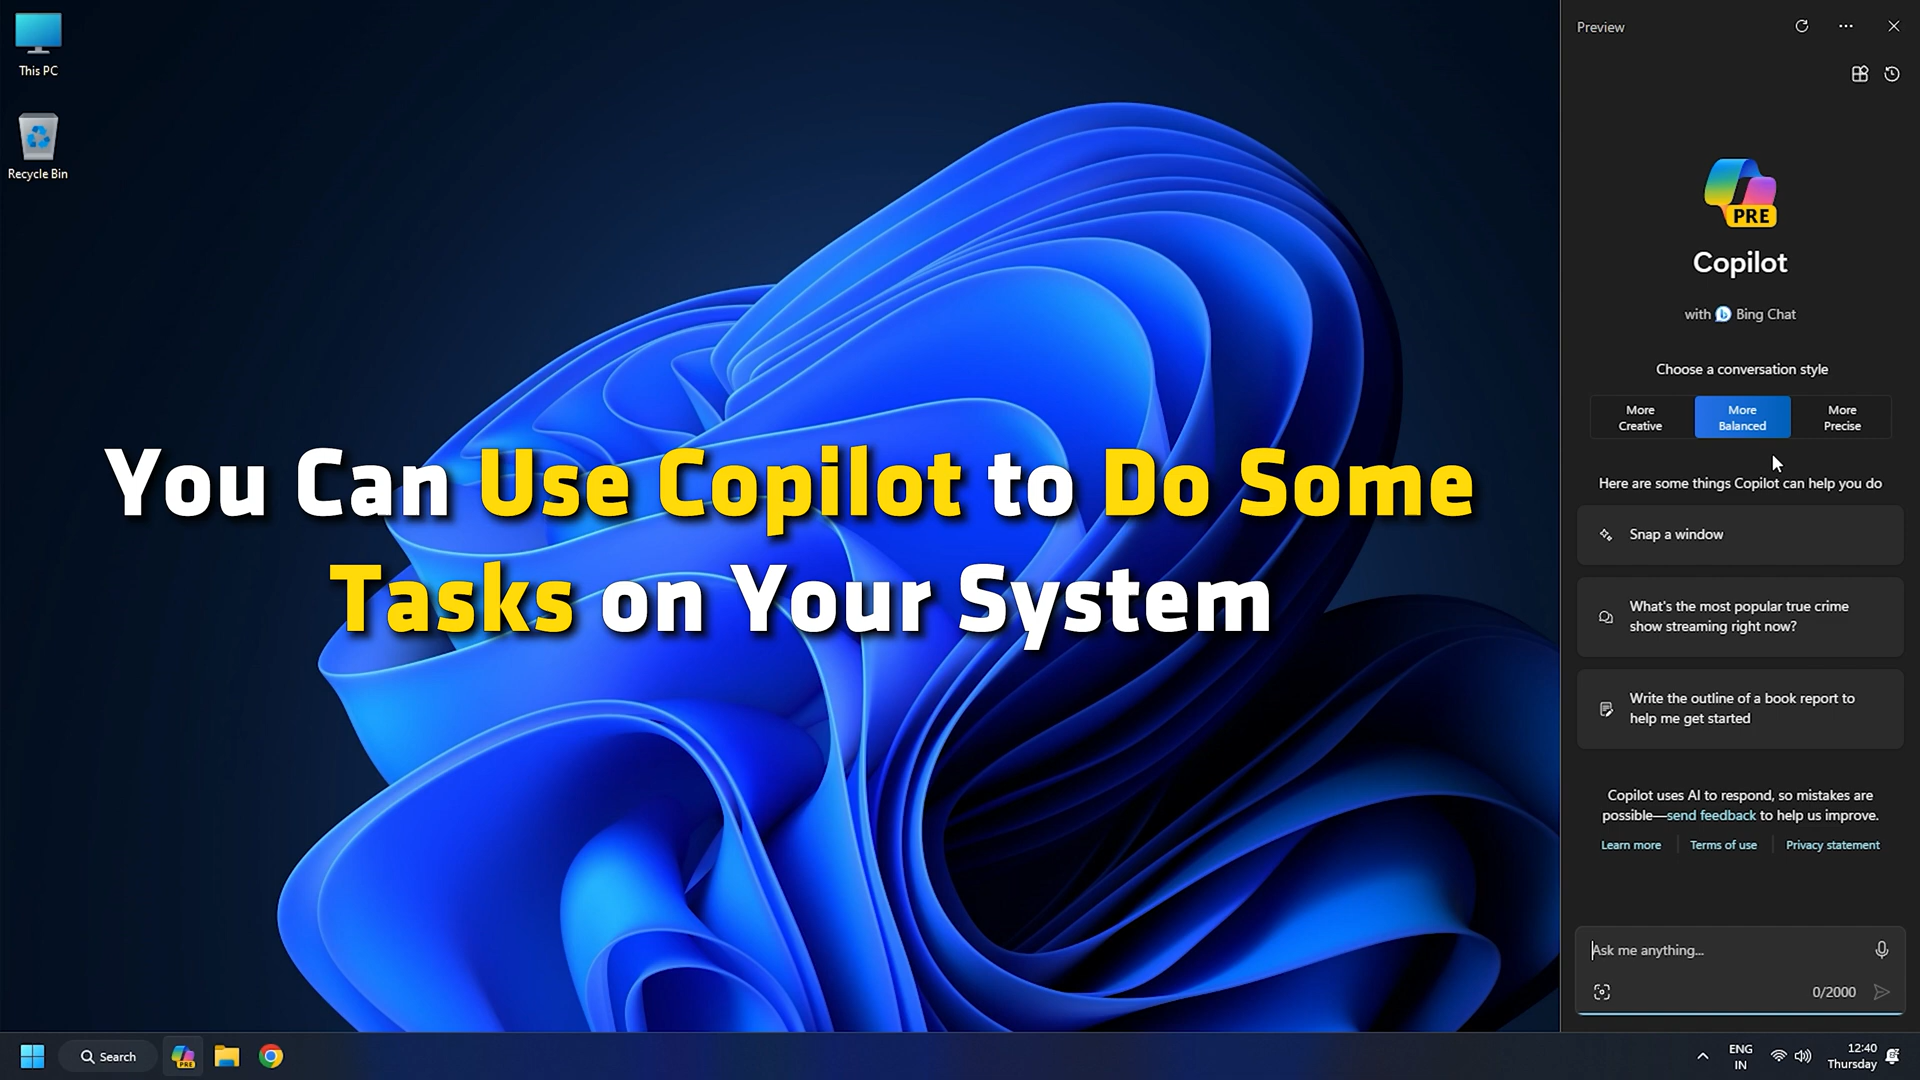 This PC
Recycle Bin
You Can Use Copilot to Do Some
Tasks on Your System
Preview
PRE
Copilot
with Bing Chat
Choose a conversation style
More Creative
More Balanced
More Precise
Here are some things Copilot can help you do
Snap a window
What's the most popular true crime
show streaming right now?
Write the outline of a book report to
help me get started
Copilot uses AI to respond, so mistakes are
possible—send feedback to help us improve.
Learn more
Terms of use
Privacy statement
Ask me anything...
0/2000
Search
PRE
ENG
IN
12:40
Thursday